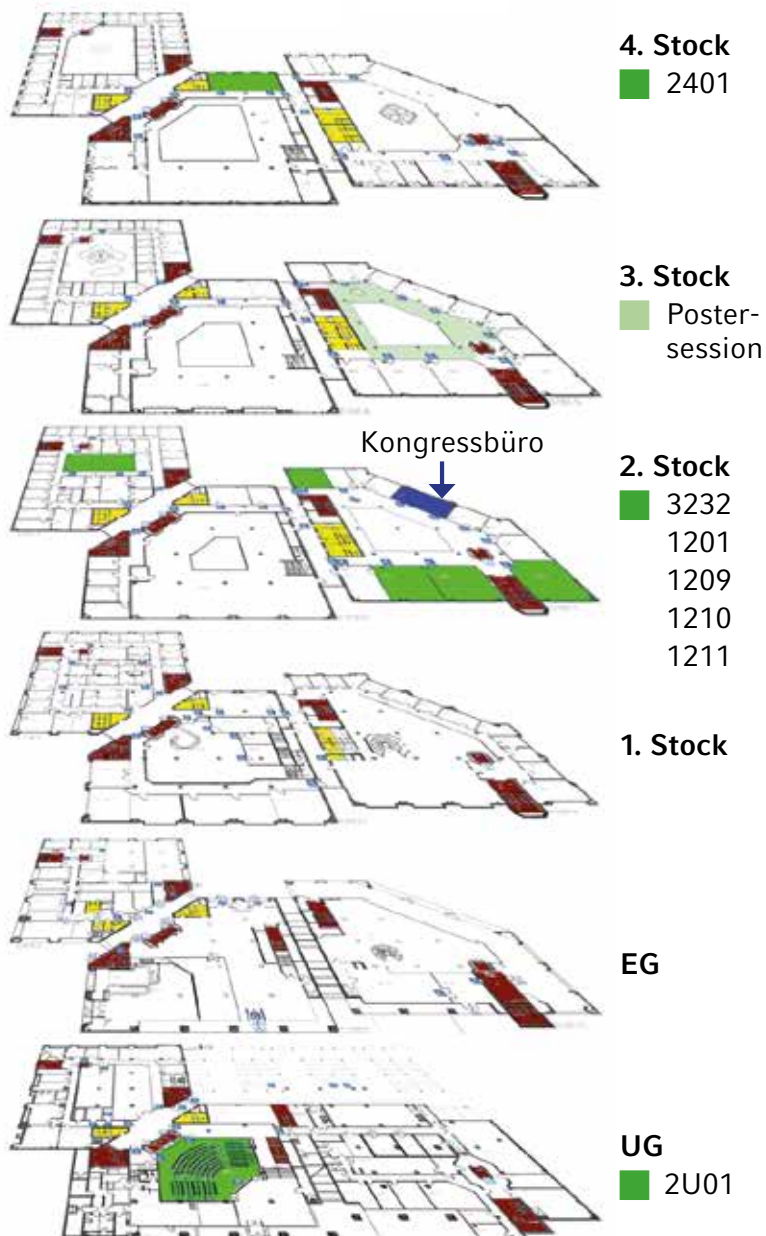 4. Stock
2401
3. Stock
Poster-
session
Kongressbüro
2. Stock
3232
1201
1209
1210
1211
1. Stock
EG
UG
2U01